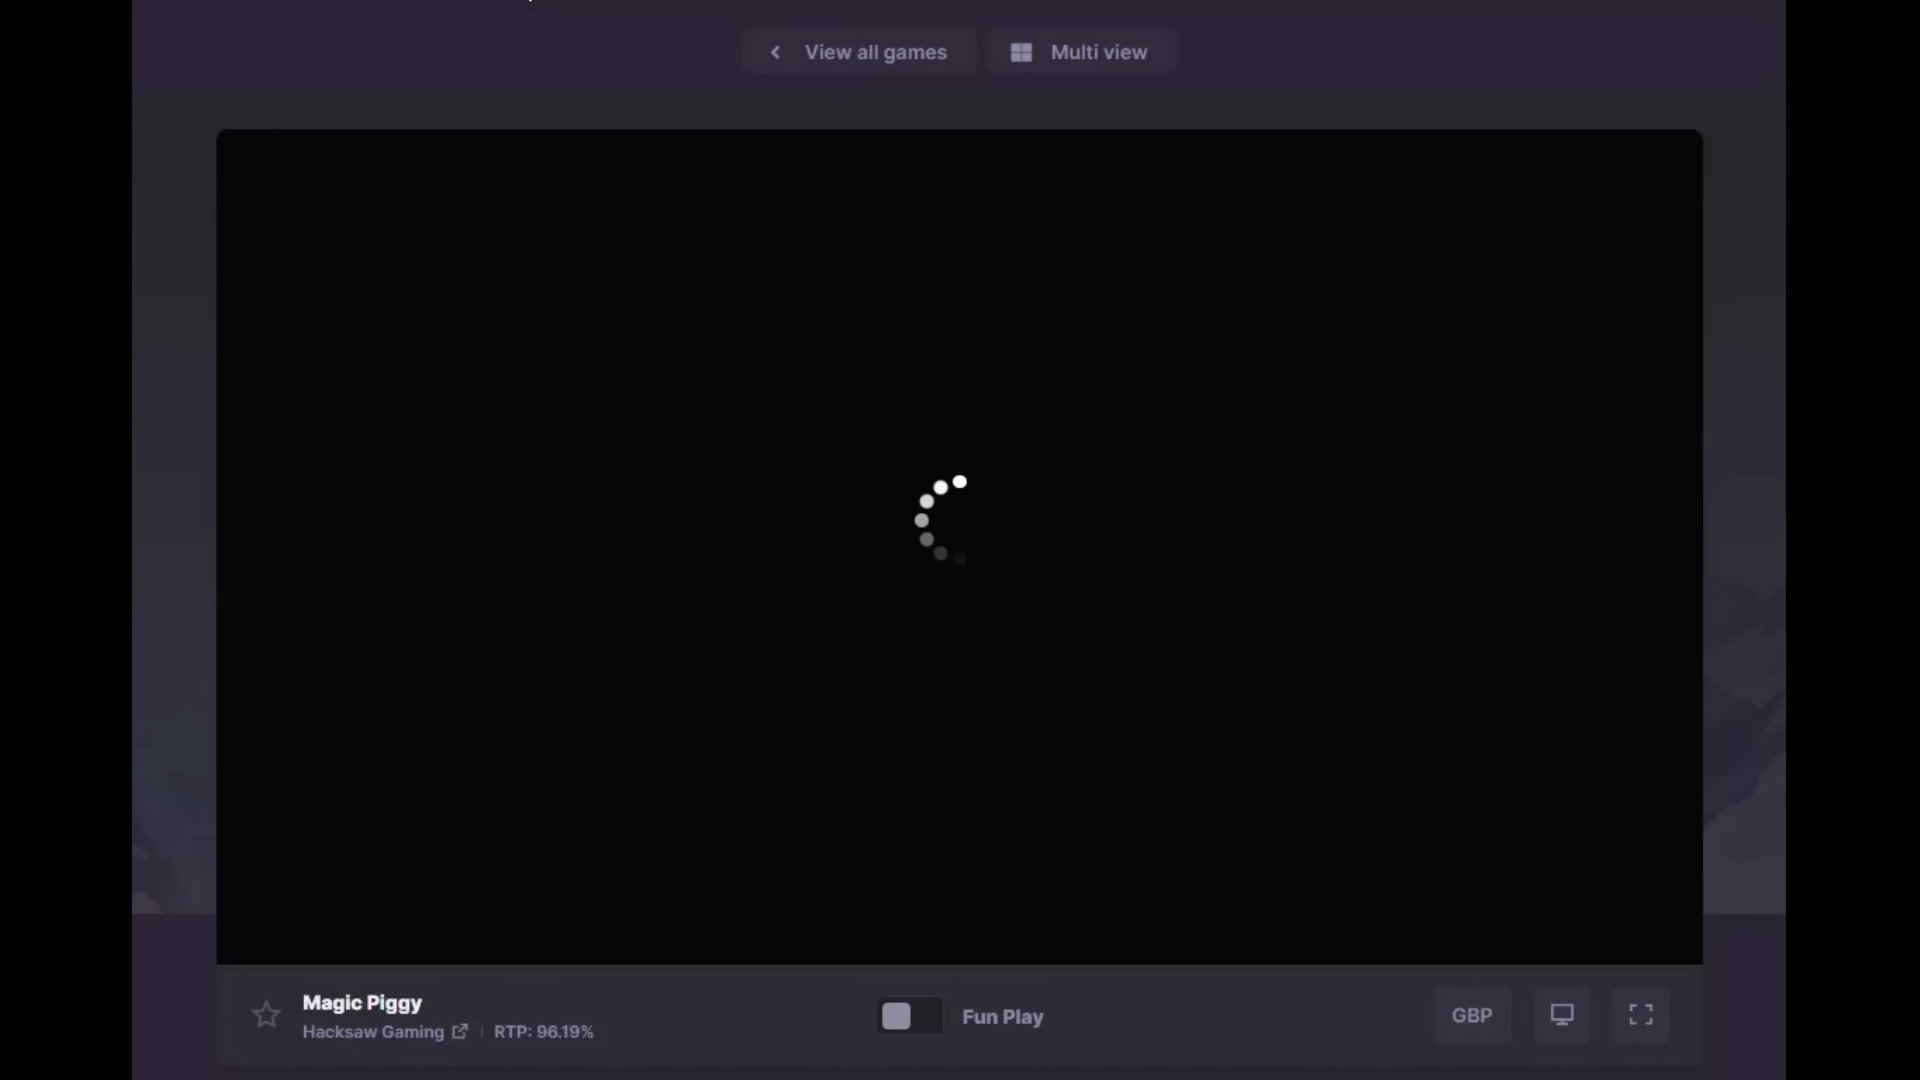 View all games
Multi view
Magic Piggy
Hacksaw Gaming
RTP: 96.19%
Fun Play
GBP